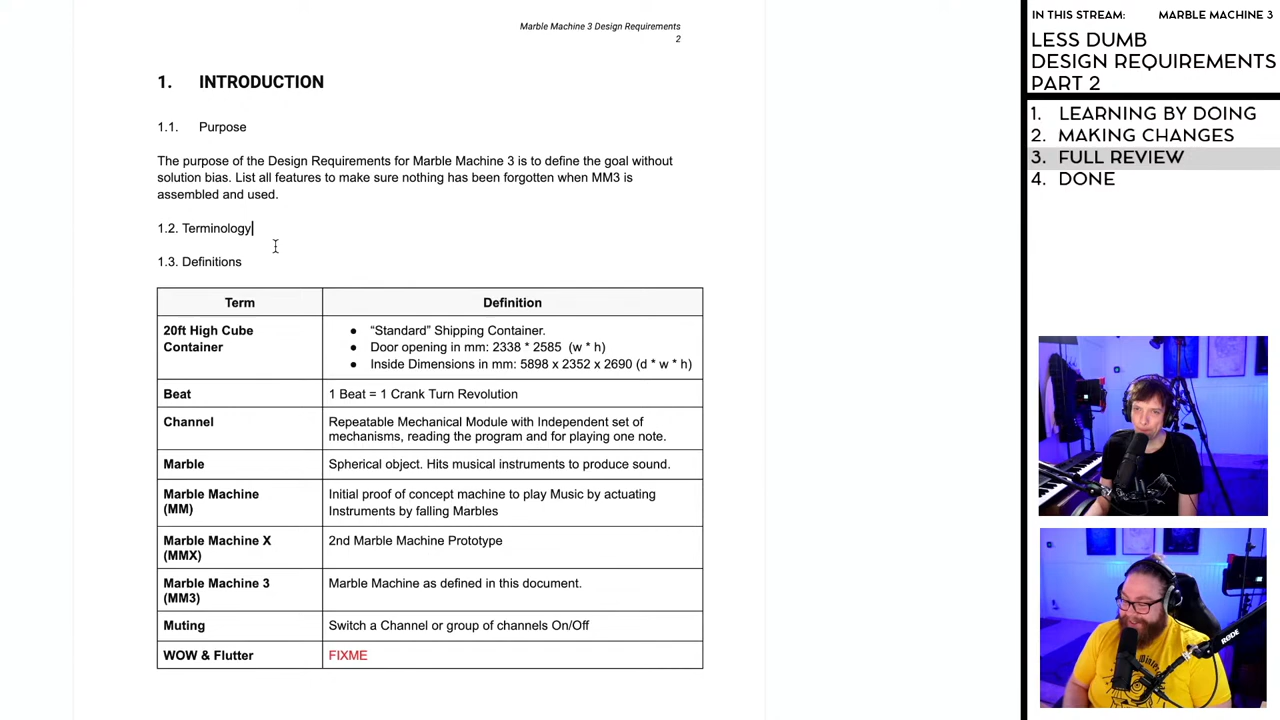 Marble Machine 3 Design Requirements
2
1. INTRODUCTION
1.1. Purpose
The purpose of the Design Requirements for Marble Machine 3 is to define the goal without
solution bias. List all features to make sure nothing has been forgotten when MM3 is
assembled and used.
1.2. Terminology
1.3. Definitions
Term Definition
20ft High Cube
Container
● “Standard” Shipping Container.
● Door opening in mm: 2338 * 2585 (w * h)
● Inside Dimensions in mm: 5898 x 2352 x 2690 (d * w * h)
Beat 1 Beat = 1 Crank Turn Revolution
Channel
Repeatable Mechanical Module with Independent set of
mechanisms, reading the program and for playing one note.
Marble Spherical object. Hits musical instruments to produce sound.
Marble Machine
(MM)
Initial proof of concept machine to play Music by actuating
Instruments by falling Marbles
Marble Machine X
(MMX)
2nd Marble Machine Prototype
Marble Machine 3
(MM3)
Marble Machine as defined in this document.
Muting Switch a Channel or group of channels On/Off
WOW & Flutter FIXME
IN THIS STREAM: MARBLE MACHINE 3
LESS DUMB
DESIGN REQUIREMENTS
PART 2
1. LEARNING BY DOING
2. MAKING CHANGES
3. FULL REVIEW
4. DONE
RØDE